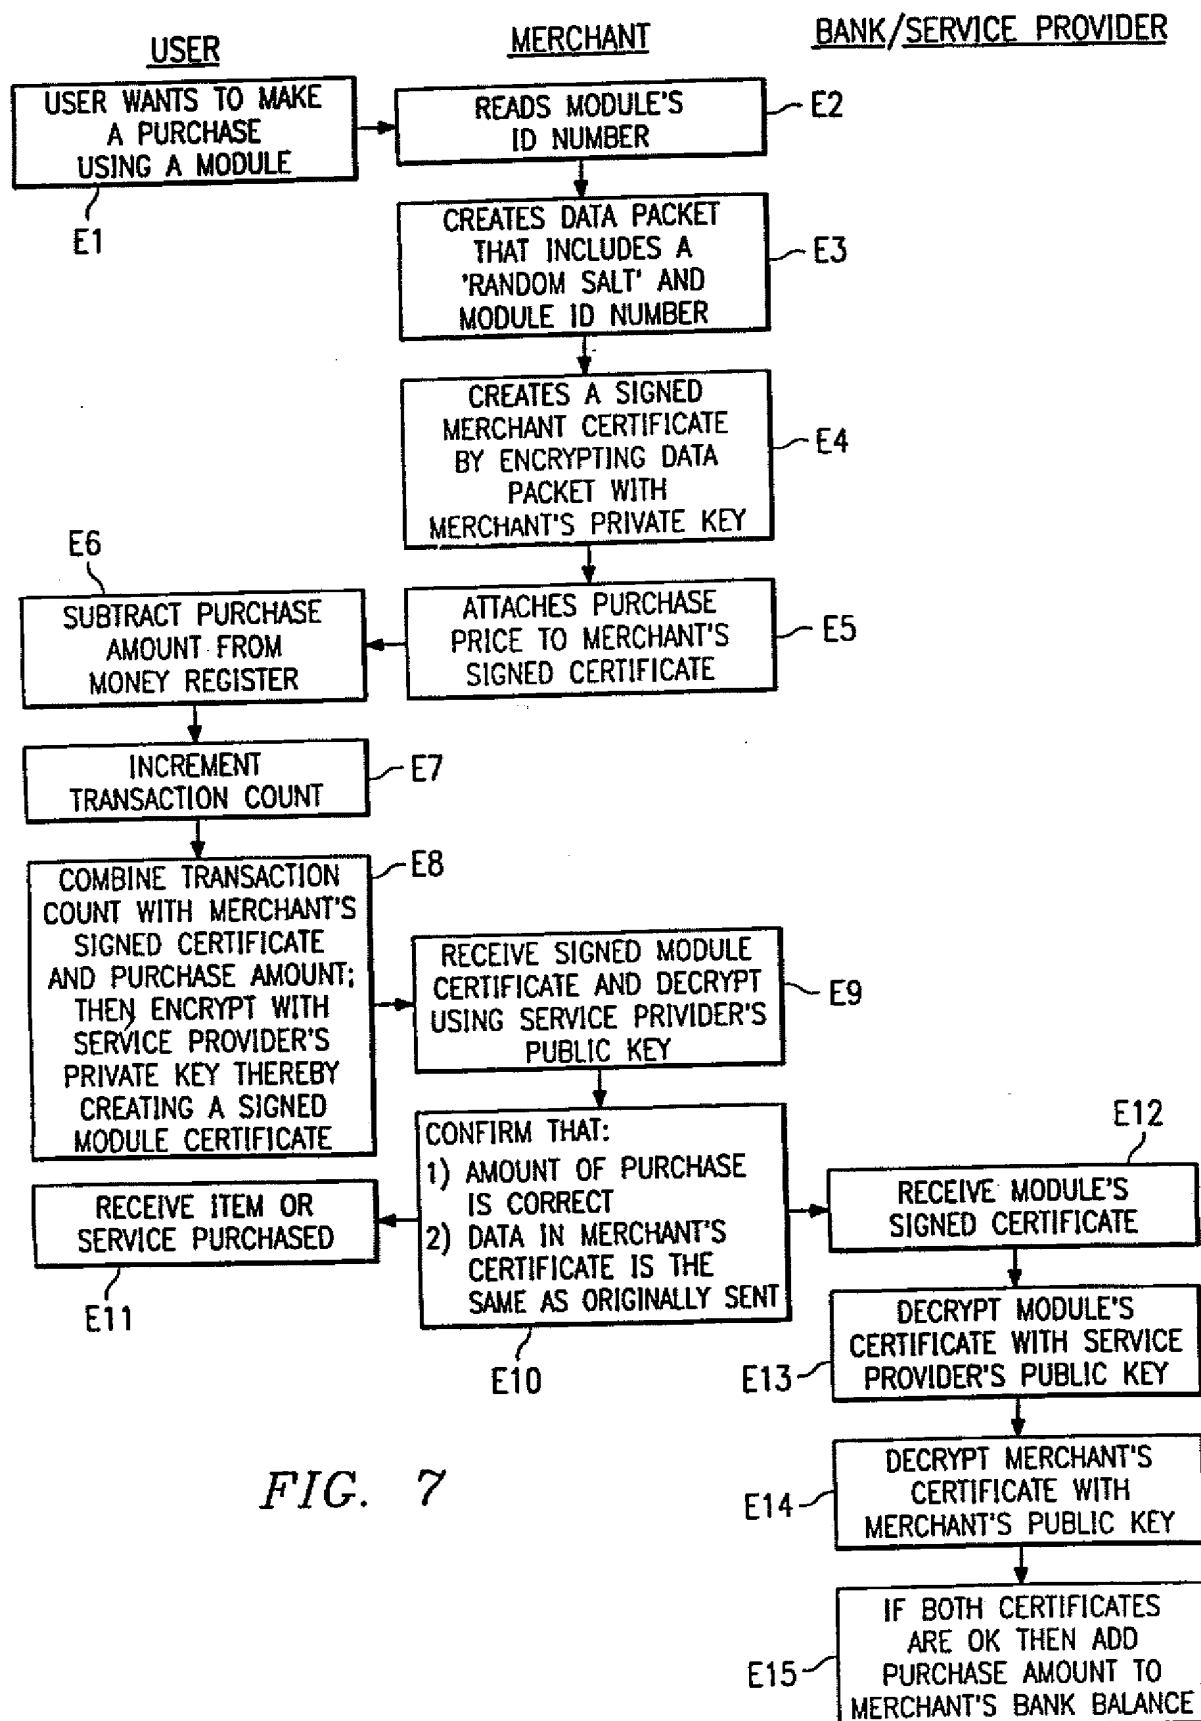 USER
MERCHANT
BANK/SERVICE PROVIDER
USER WANTS TO MAKE
A PURCHASE
USING A MODULE
E1
READS MODULE'S
ID NUMBER
E2
CREATES DATA PACKET
THAT INCLUDES A
'RANDOM SALT' AND
MODULE ID NUMBER
E3
CREATES A SIGNED
MERCHANT CERTIFICATE
BY ENCRYPTING DATA
PACKET WITH
MERCHANT'S PRIVATE KEY
E4
ATTACHES PURCHASE
PRICE TO MERCHANT'S
SIGNED CERTIFICATE
E5
E6
SUBTRACT PURCHASE
AMOUNT FROM
MONEY REGISTER
INCREMENT
TRANSACTION COUNT
E7
COMBINE TRANSACTION
COUNT WITH MERCHANT'S
SIGNED CERTIFICATE
AND PURCHASE AMOUNT;
THEN ENCRYPT WITH
SERVICE PROVIDER'S
PRIVATE KEY THEREBY
CREATING A SIGNED
MODULE CERTIFICATE
E8
RECEIVE SIGNED MODULE
CERTIFICATE AND DECRYPT
USING SERVICE PRIVIDER'S
PUBLIC KEY
E9
CONFIRM THAT:
1) AMOUNT OF PURCHASE
IS CORRECT
2) DATA IN MERCHANT'S
CERTIFICATE IS THE
SAME AS ORIGINALLY SENT
E10
RECEIVE ITEM OR
SERVICE PURCHASED
E11
E12
RECEIVE MODULE'S
SIGNED CERTIFICATE
DECRYPT MODULE'S
CERTIFICATE WITH SERVICE
PROVIDER'S PUBLIC KEY
E13
DECRYPT MERCHANT'S
CERTIFICATE WITH
MERCHANT'S PUBLIC KEY
E14
IF BOTH CERTIFICATES
ARE OK THEN ADD
PURCHASE AMOUNT TO
MERCHANT'S BANK BALANCE
E15
FIG. 7